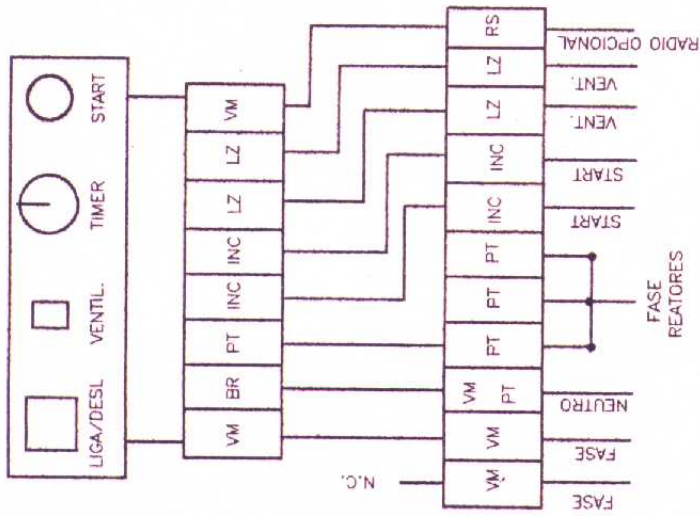 LIGA/DESL
VENTIL.
TIMER
START
VM
BR
PT
INC
INC
LZ
LZ
VM
N.C.
VM
VM
VM
PT
PT
PT
PT
INC
INC
LZ
LZ
RS
FASE
FASE
NEUTRO
FASE
REATORES
START
START
VENT.
VENT.
RADIO OPCIONAL